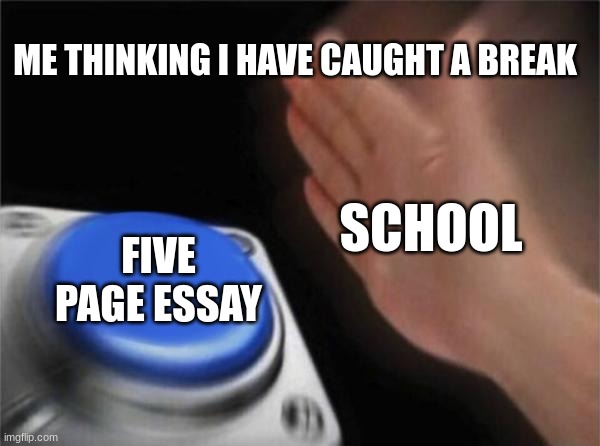 ME THINKING I HAVE CAUGHT A BREAK
SCHOOL
FIVE
PAGE ESSAY
imgflip.com